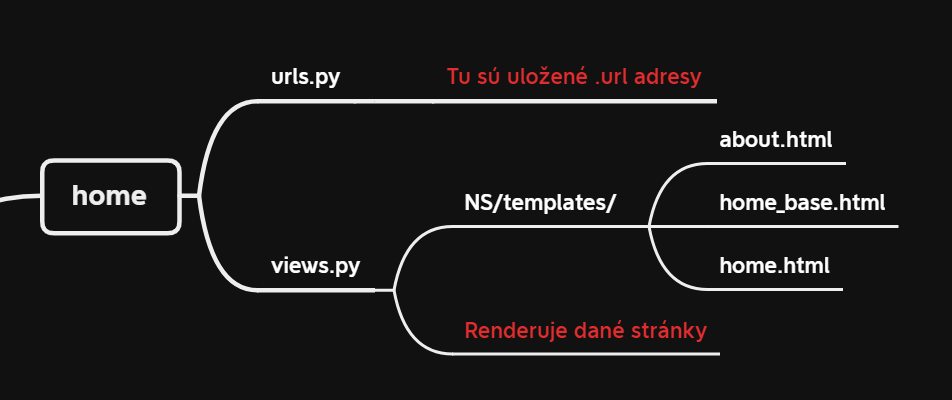 home
urls.py
Tu sú uložené .url adresy
views.py
NS/templates/
about.html
home_base.html
home.html
Renderuje dané stránky